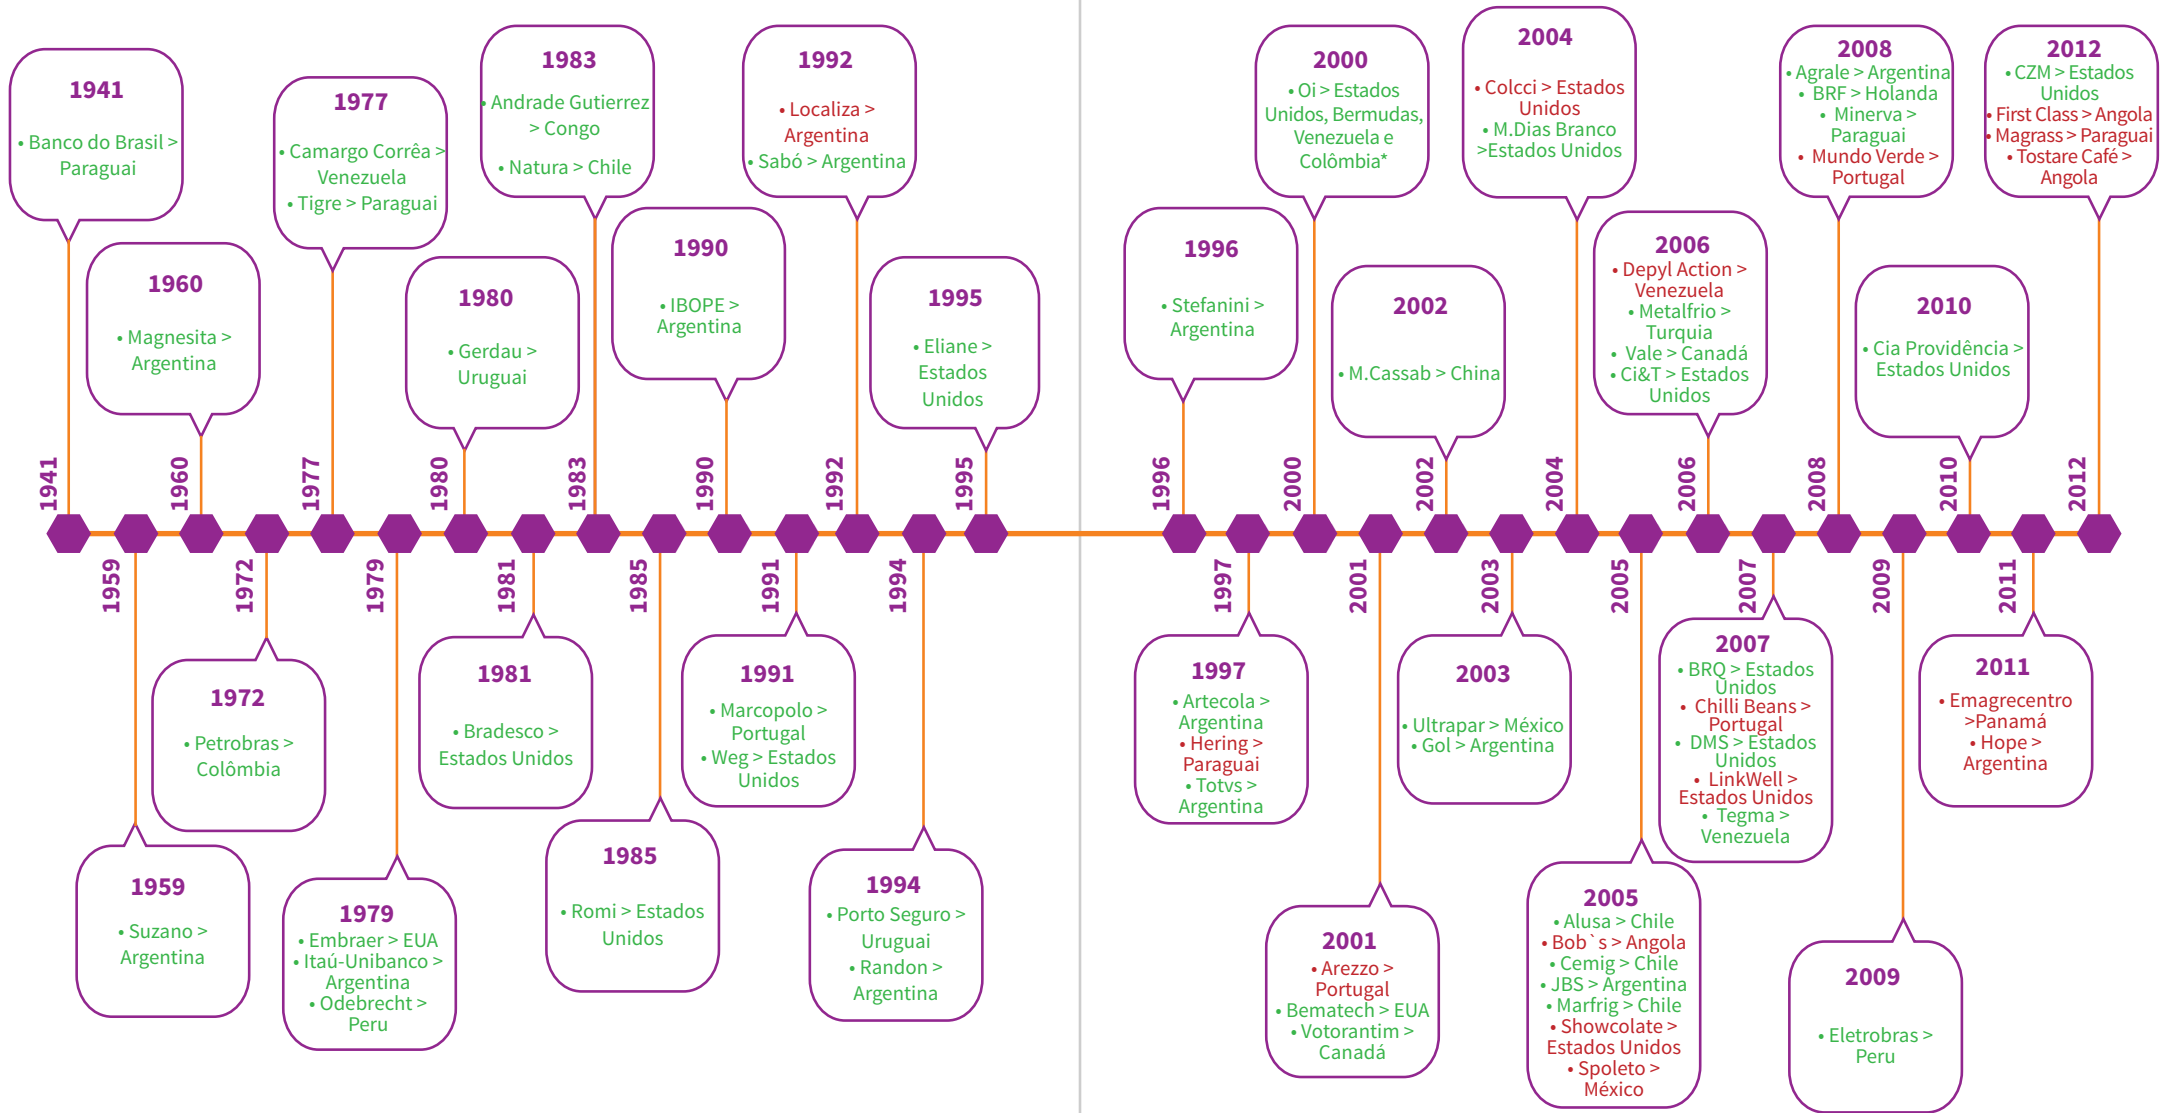 1941
• Banco do Brasil >
Paraguai
1959
• Suzano >
Argentina
1960
• Magnesita >
Argentina
1972
• Petrobras >
Colômbia
1977
• Camargo Corrêa >
Venezuela
• Tigre > Paraguai
1979
• Embraer > EUA
• Itaú-Unibanco >
Argentina
• Odebrecht >
Peru
1980
• Gerdau >
Uruguai
1981
• Bradesco >
Estados Unidos
1983
• Andrade Gutierrez
> Congo
• Natura > Chile
1985
• Romi > Estados
Unidos
1990
• IBOPE >
Argentina
1991
• Marcopolo >
Portugal
• Weg > Estados
Unidos
1992
• Localiza >
Argentina
• Sabó > Argentina
1994
• Porto Seguro >
Uruguai
• Randon >
Argentina
1995
• Eliane >
Estados
Unidos
1996
• Stefanini >
Argentina
1997
• Artecola >
Argentina
• Hering >
Paraguai
• Totvs >
Argentina
2000
• Oi > Estados
Unidos, Bermudas,
Venezuela e
Colômbia*
2001
• Arezzo >
Portugal
• Bematech > EUA
• Votorantim >
Canadá
2002
• M.Cassab > China
2003
• Ultrapar > México
• Gol > Argentina
2004
• Colcci > Estados
Unidos
• M.Dias Branco
>Estados Unidos
2005
• Alusa > Chile
• Bob`s > Angola
• Cemig > Chile
• JBS > Argentina
• Marfrig > Chile
• Showcolate >
Estados Unidos
• Spoleto >
México
2006
• Depyl Action >
Venezuela
• Metalfrio >
Turquia
• Vale > Canadá
• Ci&T > Estados
Unidos
2007
• BRQ > Estados
Unidos
• Chilli Beans >
Portugal
• DMS > Estados
Unidos
• LinkWell >
Estados Unidos
• Tegma >
Venezuela
2008
• Agrale > Argentina
• BRF > Holanda
• Minerva >
Paraguai
• Mundo Verde >
Portugal
2009
• Eletrobras >
Peru
2010
• Cia Providência >
Estados Unidos
2011
• Emagrecentro
>Panamá
• Hope >
Argentina
2012
• CZM > Estados
Unidos
• First Class > Angola
• Magrass > Paraguai
• Tostare Café >
Angola
1941
1959
1960
1972
1977
1979
1980
1981
1983
1985
1990
1991
1992
1994
1995
1996
1997
2000
2001
2002
2003
2004
2005
2006
2007
2008
2009
2010
2011
2012